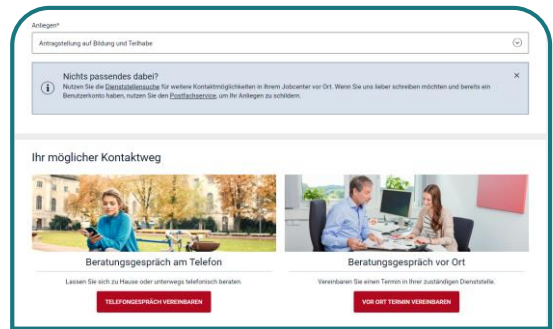 Anliegen*
Antragstellung auf Bildung und Teilhabe
Nichts passendes dabei?
Nutzen Sie die Dienststellensuche für weitere Kontaktmöglichkeiten in Ihrem Jobcenter vor Ort. Wenn Sie uns lieber schreiben möchten und bereits ein
Benutzerkonto haben, nutzen Sie den Postfachservice, um Ihr Anliegen zu schildern.
Ihr möglicher Kontaktweg
Beratungsgespräch am Telefon
Lassen Sie sich zu Hause oder unterwegs telefonisch beraten.
TELEFONGESPRÄCH VEREINBAREN
Beratungsgespräch vor Ort
Vereinbaren Sie einen Termin in Ihrer zuständigen Dienststelle.
VOR ORT TERMIN VEREINBAREN